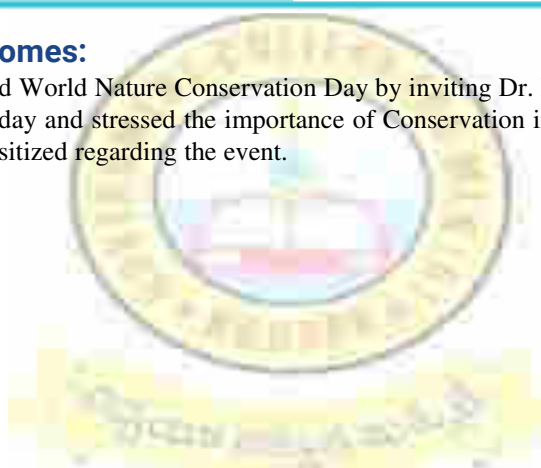 omes:
d World Nature Conservation Day by inviting Dr.
day and stressed the importance of Conservation i
sitized regarding the event.